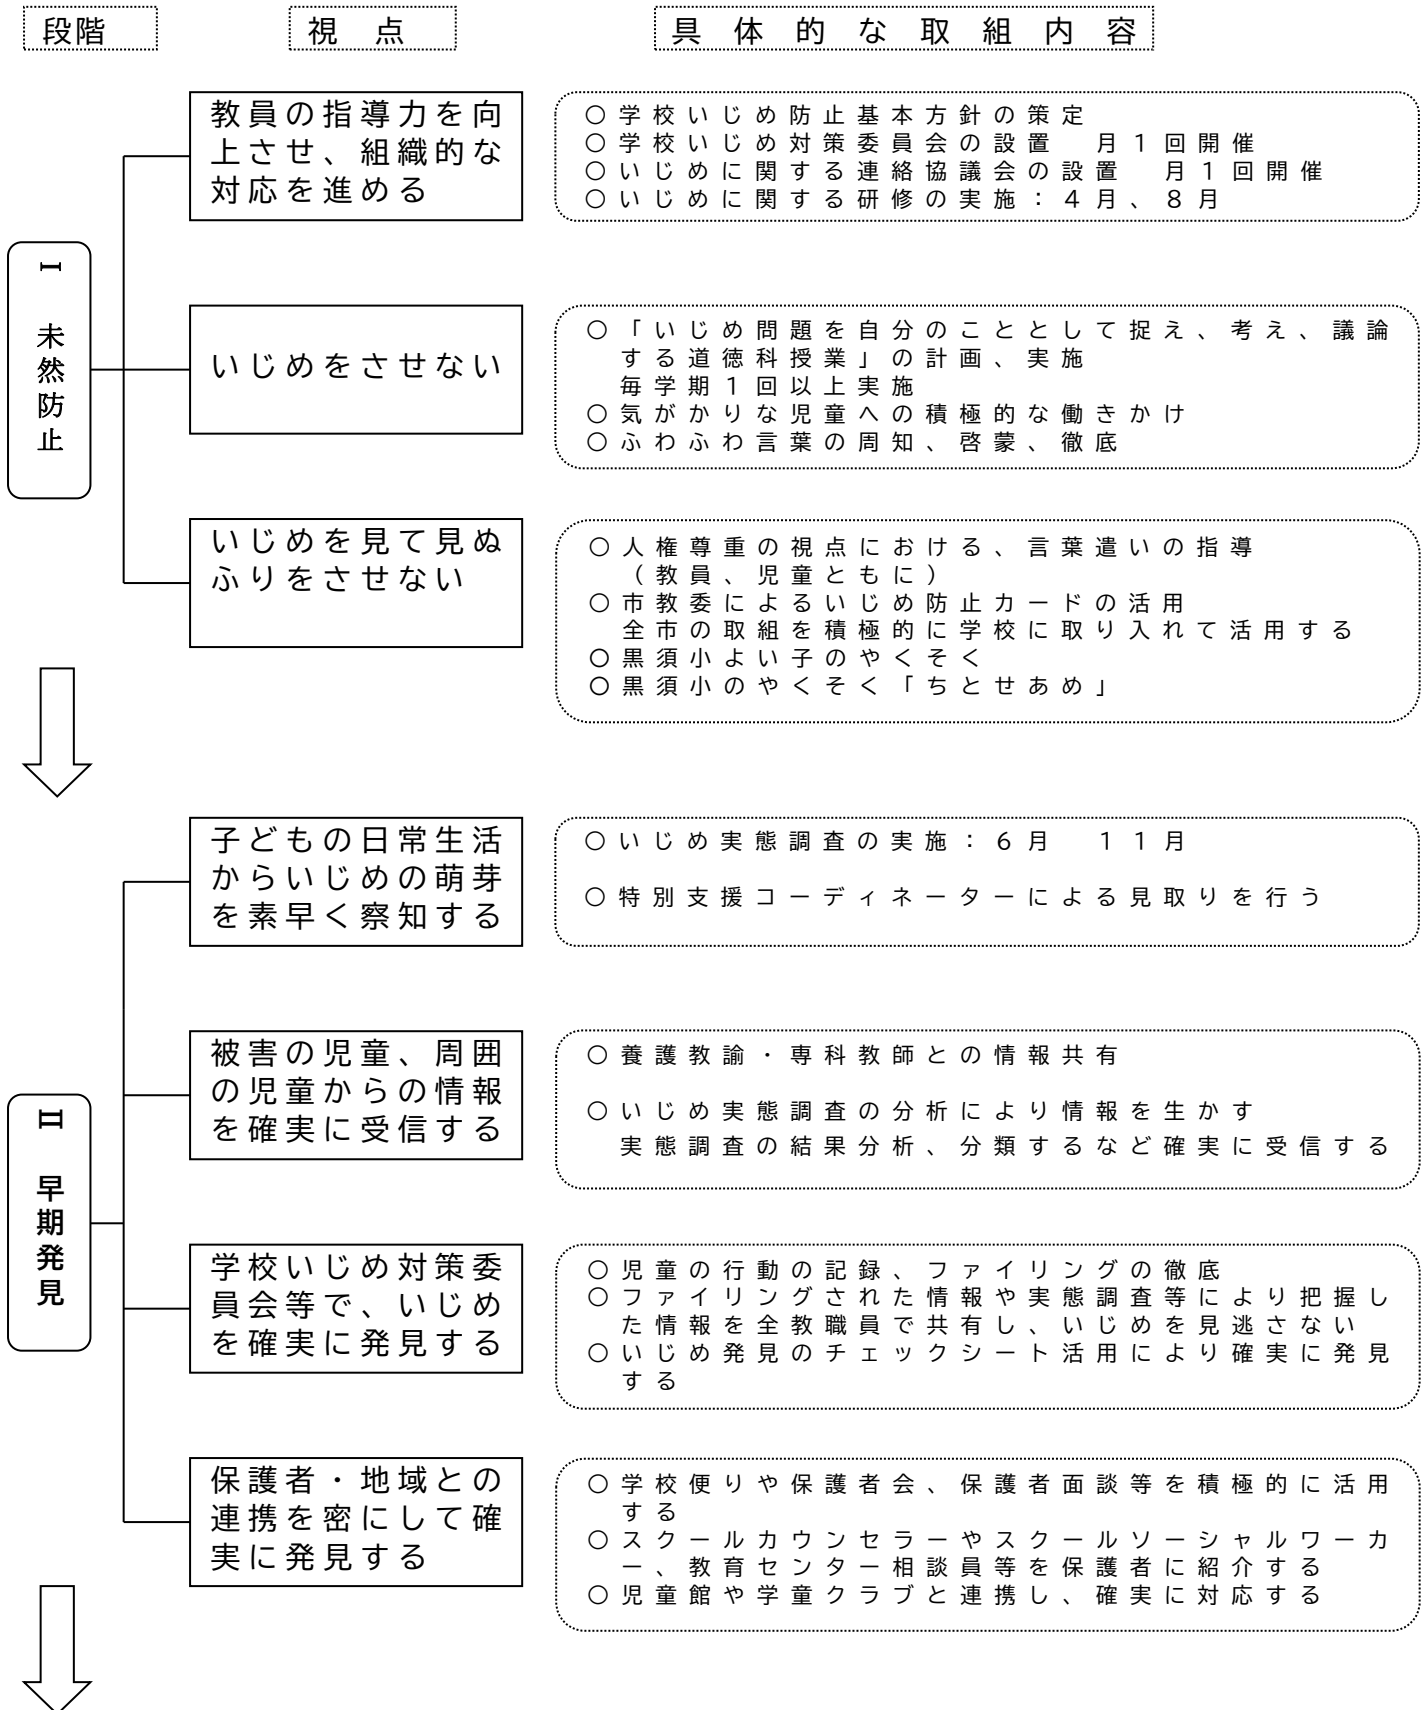 段階
視点
具体的な取組内容
Ⅰ 未然防止
教員の指導力を向
上させ、組織的な
対応を進める
○学校いじめ防止基本方針の策定
○学校いじめ対策委員会の設置　月１回開催
○いじめに関する連絡協議会の設置　月１回開催
○いじめに関する研修の実施：４月、８月
いじめをさせない
○「いじめ問題を自分のこととして捉え、考え、議論
する道徳科授業」の計画、実施
毎学期１回以上実施
○気がかりな児童への積極的な働きかけ
○ふわふわ言葉の周知、啓蒙、徹底
いじめを見て見ぬ
ふりをさせない
○人権尊重の視点における、言葉遣いの指導
（教員、児童ともに）
○市教委によるいじめ防止カードの活用
全市の取組を積極的に学校に取り入れて活用する
○黒須小よい子のやくそく
○黒須小のやくそく「ちとせあめ」
Ⅱ 早期発見
子どもの日常生活
からいじめの萌芽
を素早く察知する
○いじめ実態調査の実施：６月　１１月
○特別支援コーディネーターによる見取りを行う
被害の児童、周囲
の児童からの情報
を確実に受信する
○養護教諭・専科教師との情報共有
○いじめ実態調査の分析により情報を生かす
実態調査の結果分析、分類するなど確実に受信する
学校いじめ対策委
員会等で、いじめ
を確実に発見する
○児童の行動の記録、ファイリングの徹底
○ファイリングされた情報や実態調査等により把握し
た情報を全教職員で共有し、いじめを見逃さない
○いじめ発見のチェックシート活用により確実に発見
する
保護者・地域との
連携を密にして確
実に発見する
○学校便りや保護者会、保護者面談等を積極的に活用
する
○スクールカウンセラーやスクールソーシャルワーカ
ー、教育センター相談員等を保護者に紹介する
○児童館や学童クラブと連携し、確実に対応する